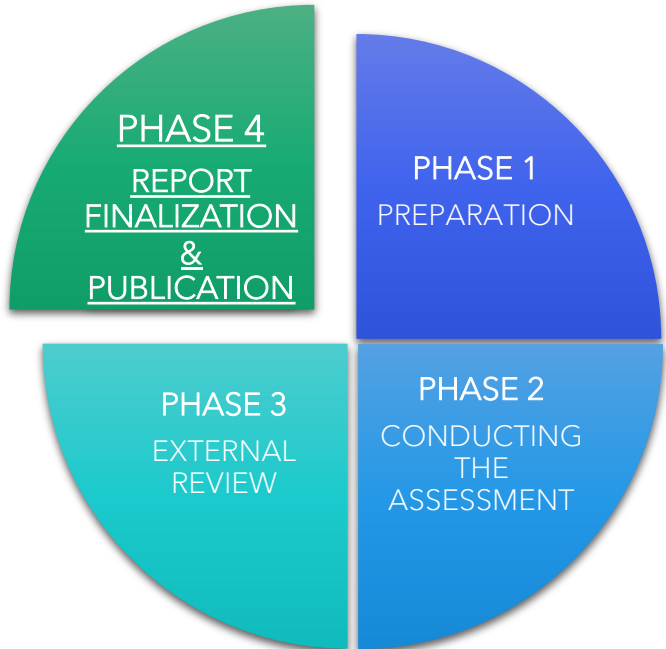 PHASE 4
REPORT
FINALIZATION
&
PUBLICATION
PHASE 1
PREPARATION
PHASE 3
EXTERNAL
REVIEW
PHASE 2
CONDUCTING
THE
ASSESSMENT